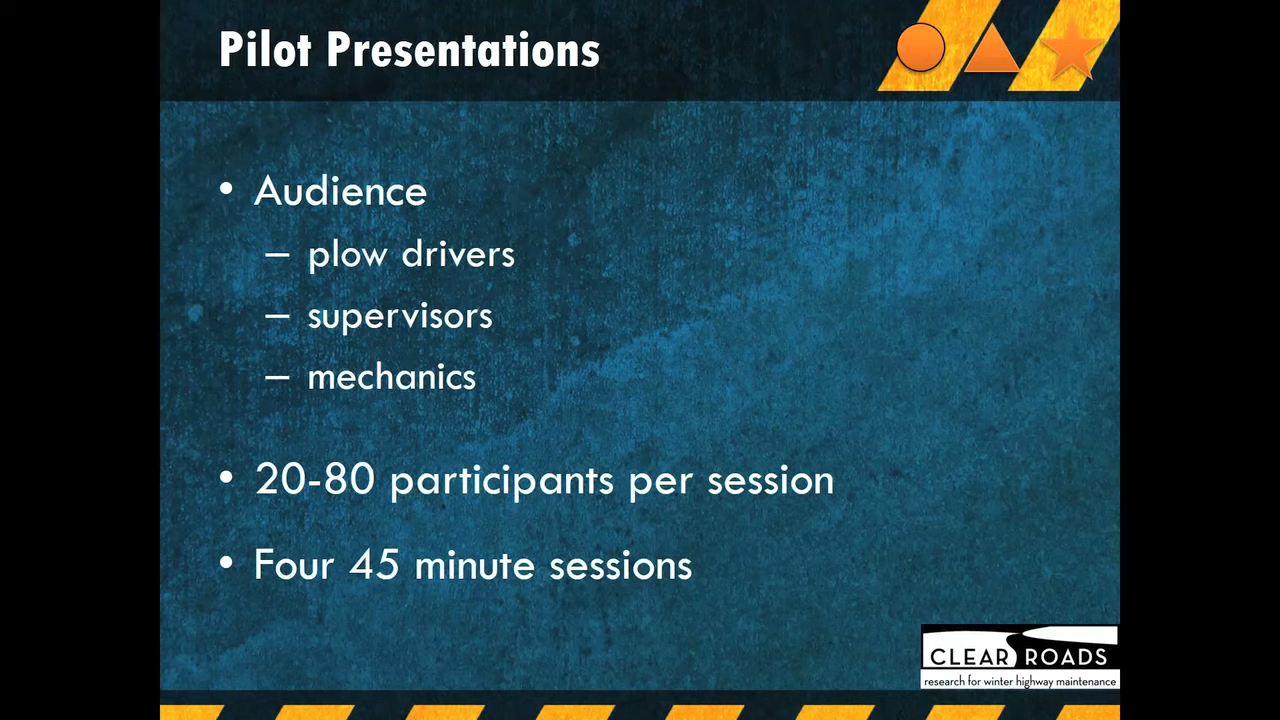 Pilot Presentations
• Audience
– plow drivers
– supervisors
– mechanics
• 20-80 participants per session
• Four 45 minute sessions
CLEAR ROADS
research for winter highway maintenance